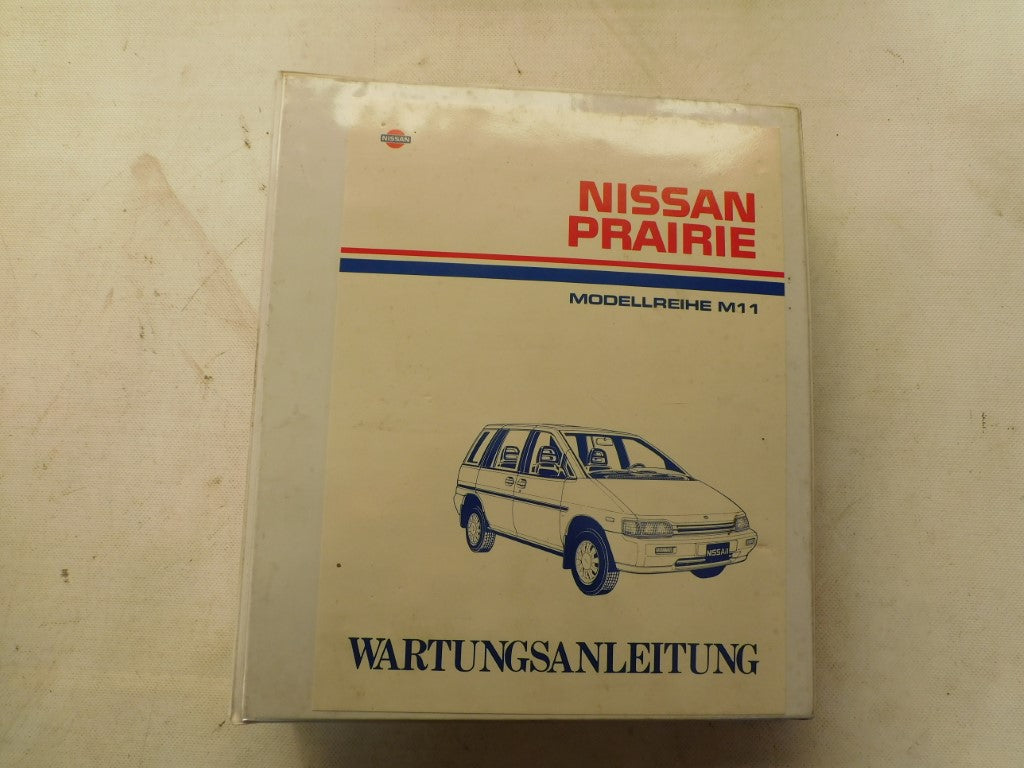 NISSAN
NISSAN
PRAIRIE
MODELLREIHE M11
NISSAN
WARTUNGSANLEITUNG